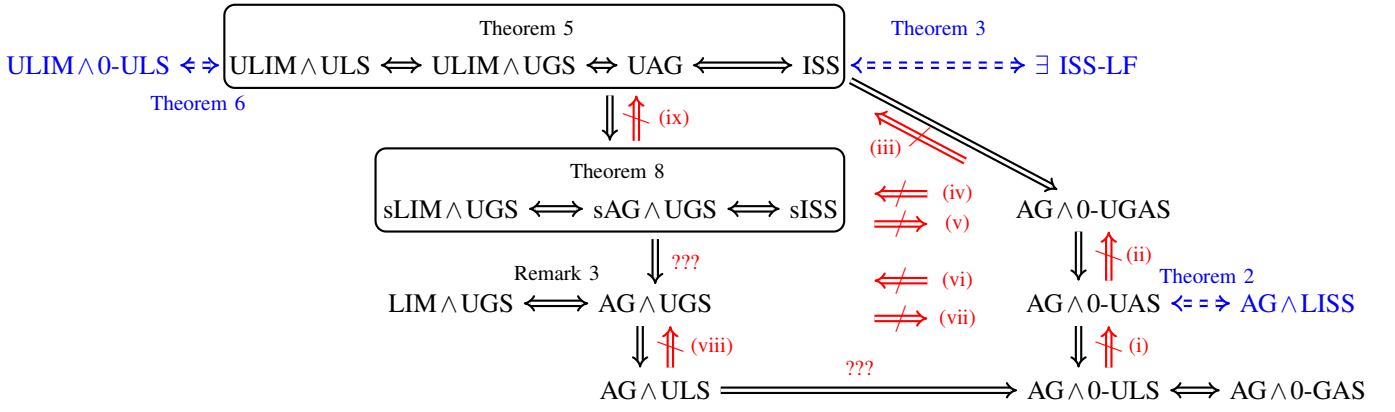 Theorem 5
Theorem 3
ULIM∧0-ULS ⇔ ULIM∧ULS ⇔ ULIM∧UGS ⇔ UAG ⇔ ISS ⇔ ∃ ISS-LF
Theorem 6
(ix)
(iii)
Theorem 8
(iv)
sLIM∧UGS ⇔ sAG∧UGS ⇔ sISS
AG∧0-UGAS
(v)
???
(ii)
Remark 3
(vi)
Theorem 2
LIM∧UGS ⇔ AG∧UGS
AG∧0-UAS ⇔ AG∧LISS
(vii)
(viii)
(i)
???
AG∧ULS ⇒ AG∧0-ULS ⇔ AG∧0-GAS